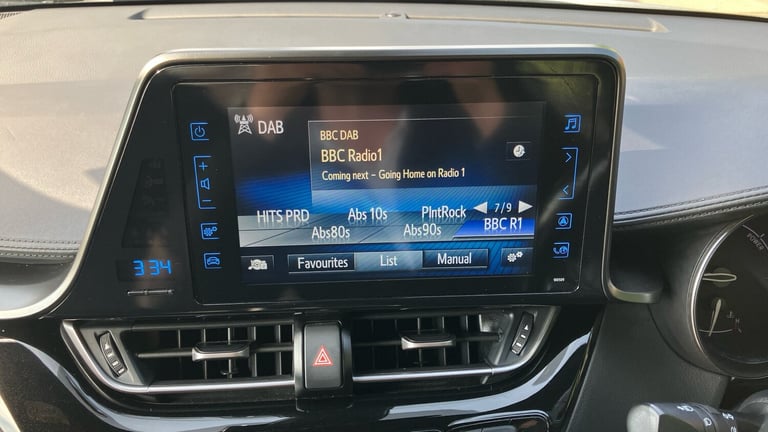 DAB
BBC DAB
BBC Radio1
Coming next – Going Home on Radio 1
7/9
HITS PRD Abs 10s PlntRock
Abs80s Abs90s BBC R1
Favourites List Manual
3:34
POWER
H